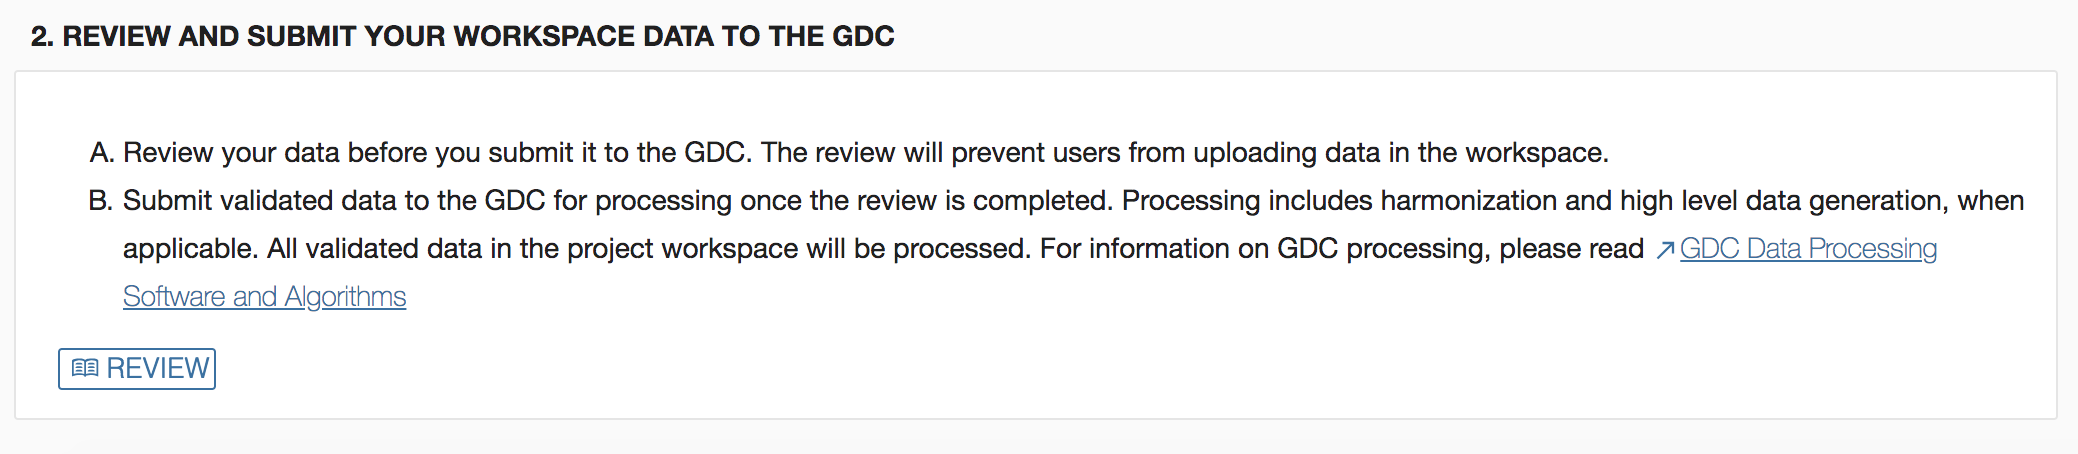 2. REVIEW AND SUBMIT YOUR WORKSPACE DATA TO THE GDC
A. Review your data before you submit it to the GDC. The review will prevent users from uploading data in the workspace.
B. Submit validated data to the GDC for processing once the review is completed. Processing includes harmonization and high level data generation, when
applicable. All validated data in the project workspace will be processed. For information on GDC processing, please read GDC Data Processing
Software and Algorithms
REVIEW